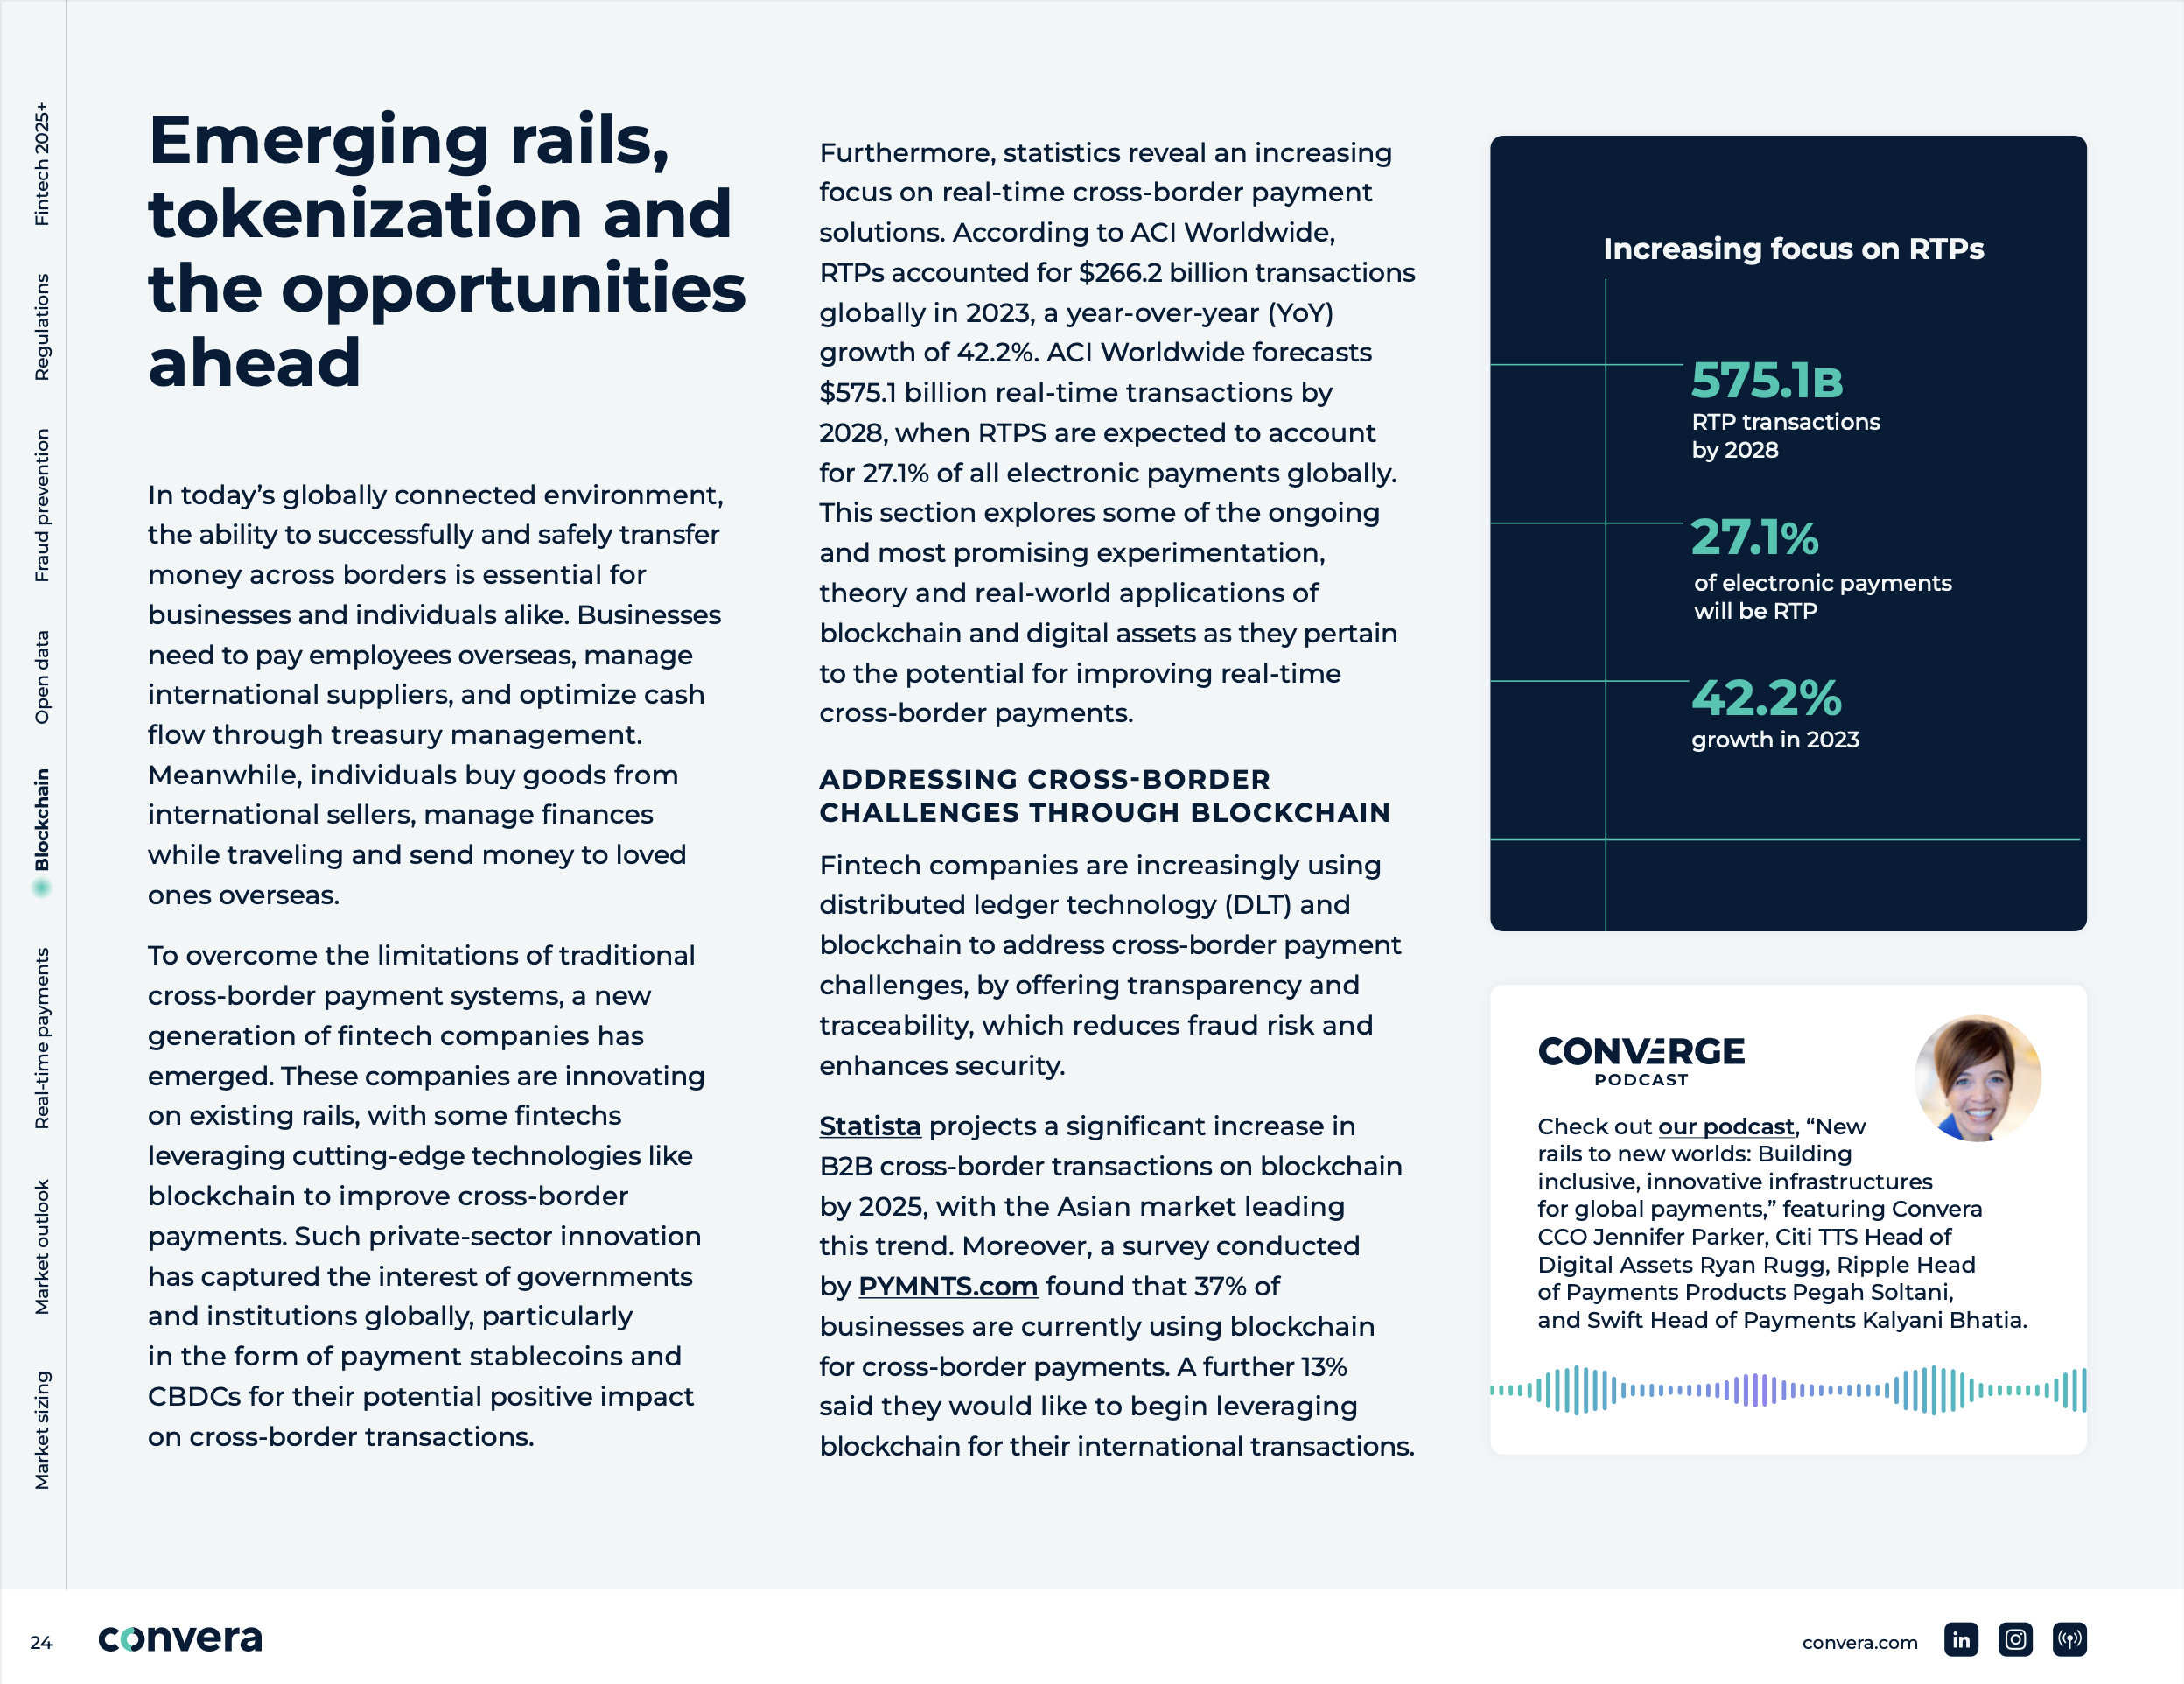 Fintech 2025+
Regulations
Fraud prevention
Open data
Blockchain
Real-time payments
Market outlook
Market sizing
Emerging rails,
tokenization and
the opportunities
ahead
In today’s globally connected environment,
the ability to successfully and safely transfer
money across borders is essential for
businesses and individuals alike. Businesses
need to pay employees overseas, manage
international suppliers, and optimize cash
flow through treasury management.
Meanwhile, individuals buy goods from
international sellers, manage finances
while traveling and send money to loved
ones overseas.
To overcome the limitations of traditional
cross-border payment systems, a new
generation of fintech companies has
emerged. These companies are innovating
on existing rails, with some fintechs
leveraging cutting-edge technologies like
blockchain to improve cross-border
payments. Such private-sector innovation
has captured the interest of governments
and institutions globally, particularly
in the form of payment stablecoins and
CBDCs for their potential positive impact
on cross-border transactions.
Furthermore, statistics reveal an increasing
focus on real-time cross-border payment
solutions. According to ACI Worldwide,
RTPs accounted for $266.2 billion transactions
globally in 2023, a year-over-year (YoY)
growth of 42.2%. ACI Worldwide forecasts
$575.1 billion real-time transactions by
2028, when RTPS are expected to account
for 27.1% of all electronic payments globally.
This section explores some of the ongoing
and most promising experimentation,
theory and real-world applications of
blockchain and digital assets as they pertain
to the potential for improving real-time
cross-border payments.
ADDRESSING CROSS-BORDER
CHALLENGES THROUGH BLOCKCHAIN
Fintech companies are increasingly using
distributed ledger technology (DLT) and
blockchain to address cross-border payment
challenges, by offering transparency and
traceability, which reduces fraud risk and
enhances security.
Statista projects a significant increase in
B2B cross-border transactions on blockchain
by 2025, with the Asian market leading
this trend. Moreover, a survey conducted
by PYMNTS.com found that 37% of
businesses are currently using blockchain
for cross-border payments. A further 13%
said they would like to begin leveraging
blockchain for their international transactions.
Increasing focus on RTPs
575.1B
RTP transactions
by 2028
27.1%
of electronic payments
will be RTP
42.2%
growth in 2023
CONVERGE
PODCAST
Check out our podcast, “New
rails to new worlds: Building
inclusive, innovative infrastructures
for global payments,” featuring Convera
CCO Jennifer Parker, Citi TTS Head of
Digital Assets Ryan Rugg, Ripple Head
of Payments Products Pegah Soltani,
and Swift Head of Payments Kalyani Bhatia.
24
convera
convera.com
in